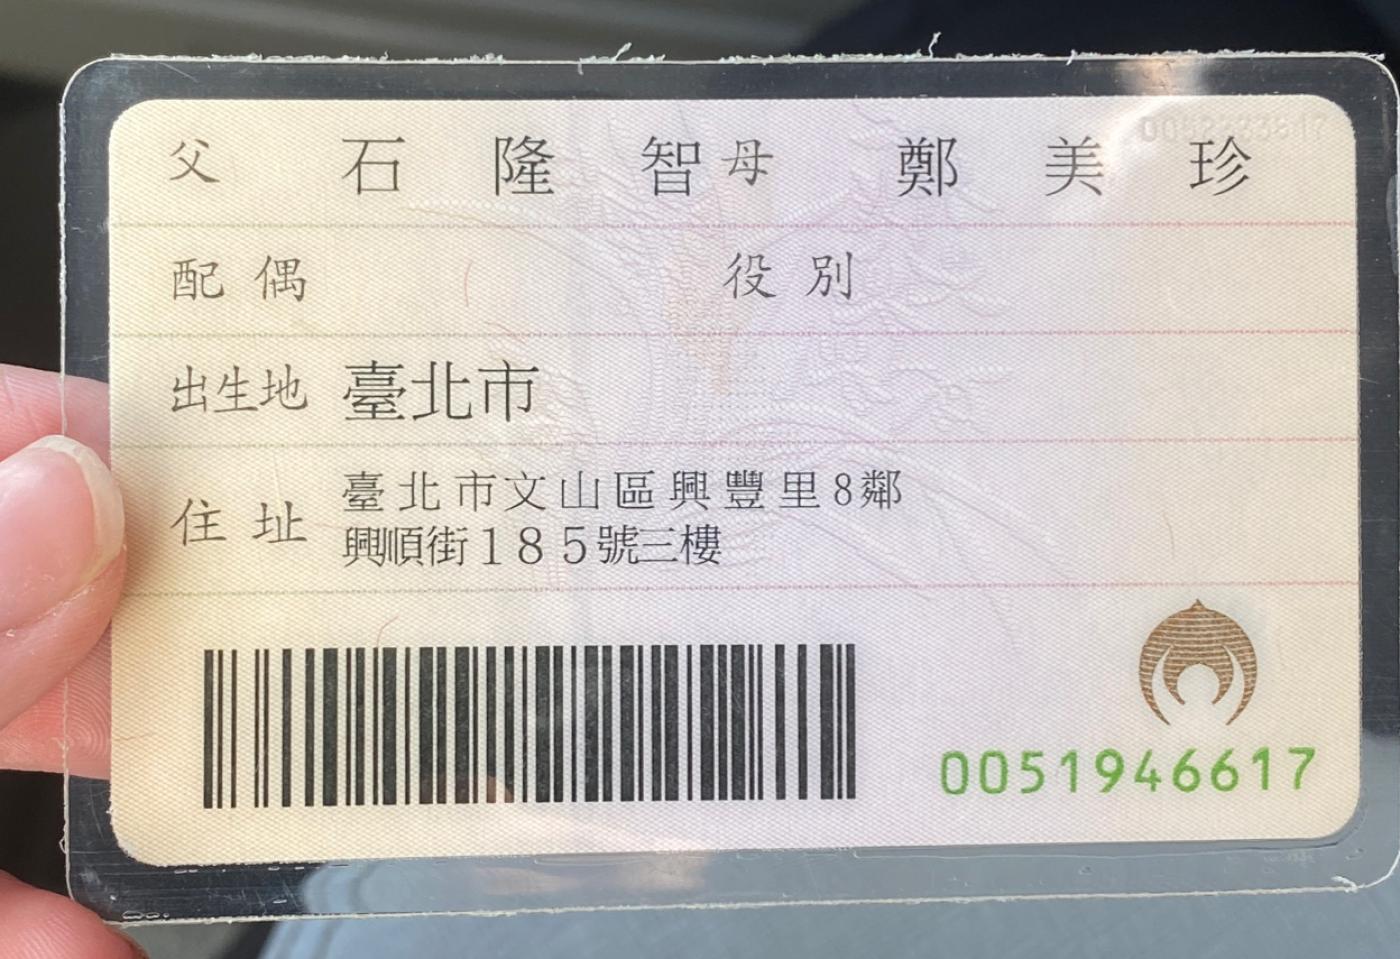 父 石隆智 母 鄭美珍
配偶 役別
出生地 臺北市
住址 臺北市文山區興豐里8鄰
興順街185號三樓
0051946617